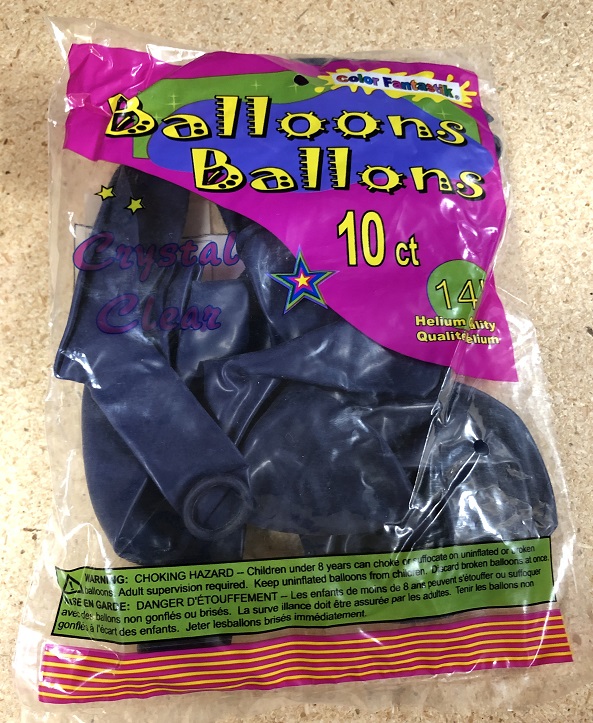 Color Fantastik®
Balloons
Ballons
10 ct
Crystal
Clear
14"
Helium
Qualité
WARNING: CHOKING HAZARD – Children under 8 years can choke or suffocate on uninflated or broken
balloons. Adult supervision required. Keep uninflated balloons from children. Discard broken balloons at once.
MISE EN GARDE: DANGER D'ÉTOUFFEMENT – Les enfants de moins de 8 ans peuvent s'étouffer ou suffoquer
avec des ballons non gonflés ou brisés. La surve illance doit être assurée par les adultes. Tenir les ballons non
gonflés à l'écart des enfants. Jeter lesballons brisés immédiatement.